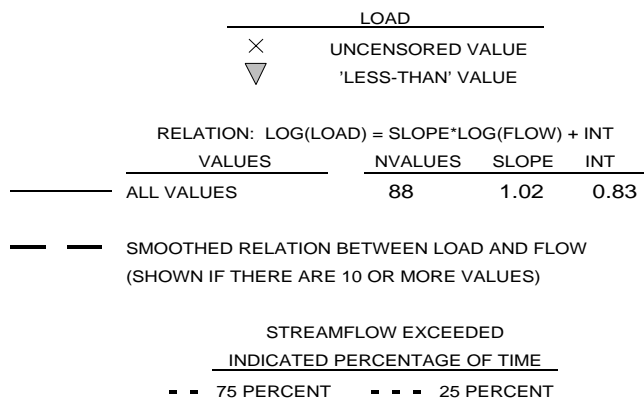 LOAD
UNCENSORED VALUE
'LESS-THAN' VALUE
RELATION: LOG(LOAD) = SLOPE*LOG(FLOW) + INT
VALUES NVALUES SLOPE INT
ALL VALUES 88 1.02 0.83
SMOOTHED RELATION BETWEEN LOAD AND FLOW
(SHOWN IF THERE ARE 10 OR MORE VALUES)
STREAMFLOW EXCEEDED
INDICATED PERCENTAGE OF TIME
75 PERCENT 25 PERCENT